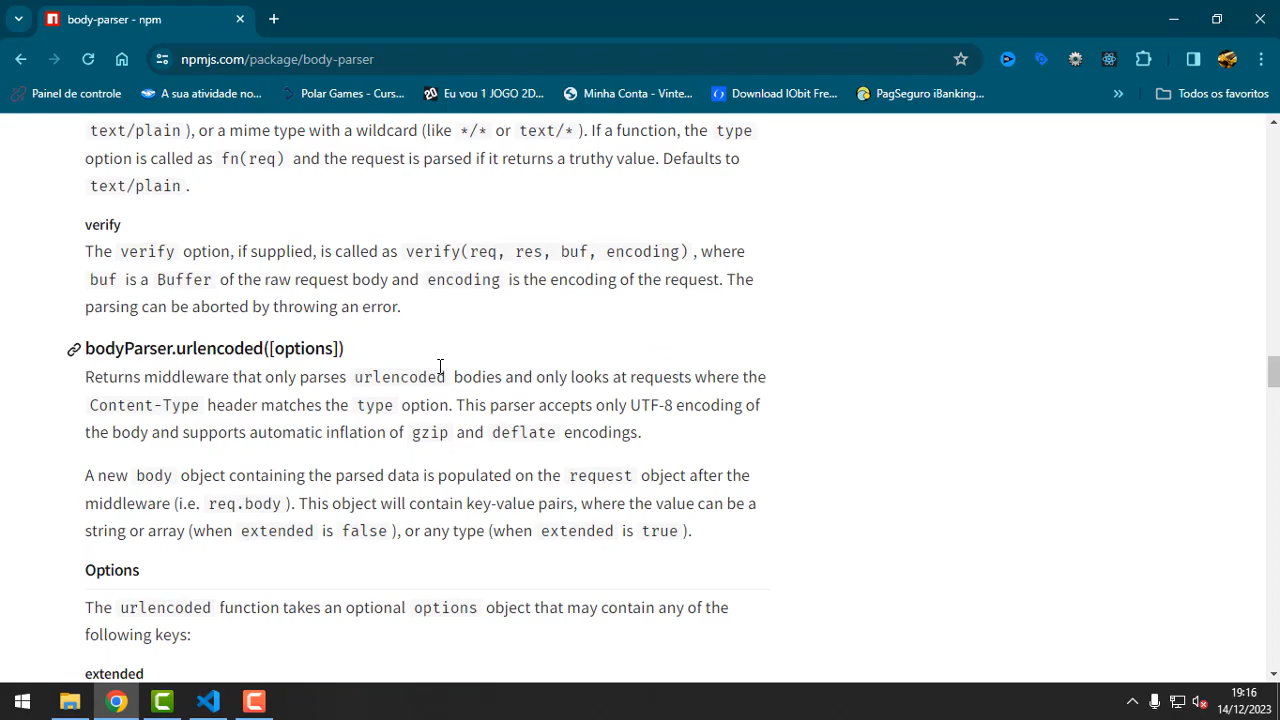 body-parser - npm
npmjs.com/package/body-parser
Painel de controle
A sua atividade no...
Polar Games - Curs...
20
Eu vou 1 JOGO 2D...
Minha Conta - Vinte...
Download IObit Fre...
PagSeguro iBanking...
»
Todos os favoritos
text/plain ), or a mime type with a wildcard (like */* or text/* ). If a function, the type
option is called as fn(req) and the request is parsed if it returns a truthy value. Defaults to
text/plain .
verify
The verify option, if supplied, is called as verify(req, res, buf, encoding) , where
buf is a Buffer of the raw request body and encoding is the encoding of the request. The
parsing can be aborted by throwing an error.
bodyParser.urlencoded([options])
Returns middleware that only parses urlencoded bodies and only looks at requests where the
Content-Type header matches the type option. This parser accepts only UTF-8 encoding of
the body and supports automatic inflation of gzip and deflate encodings.
A new body object containing the parsed data is populated on the request object after the
middleware (i.e. req.body ). This object will contain key-value pairs, where the value can be a
string or array (when extended is false ), or any type (when extended is true ).
Options
The urlencoded function takes an optional options object that may contain any of the
following keys:
extended
19:16
14/12/2023